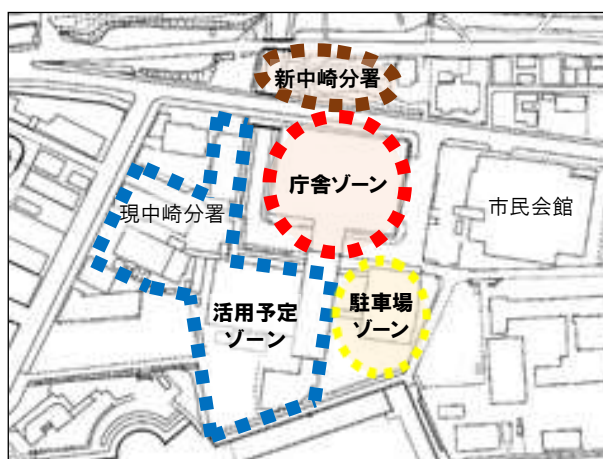 新中崎分署
庁舎ゾーン
現中崎分署
市民会館
活用予定
ゾーン
駐車場
ゾーン